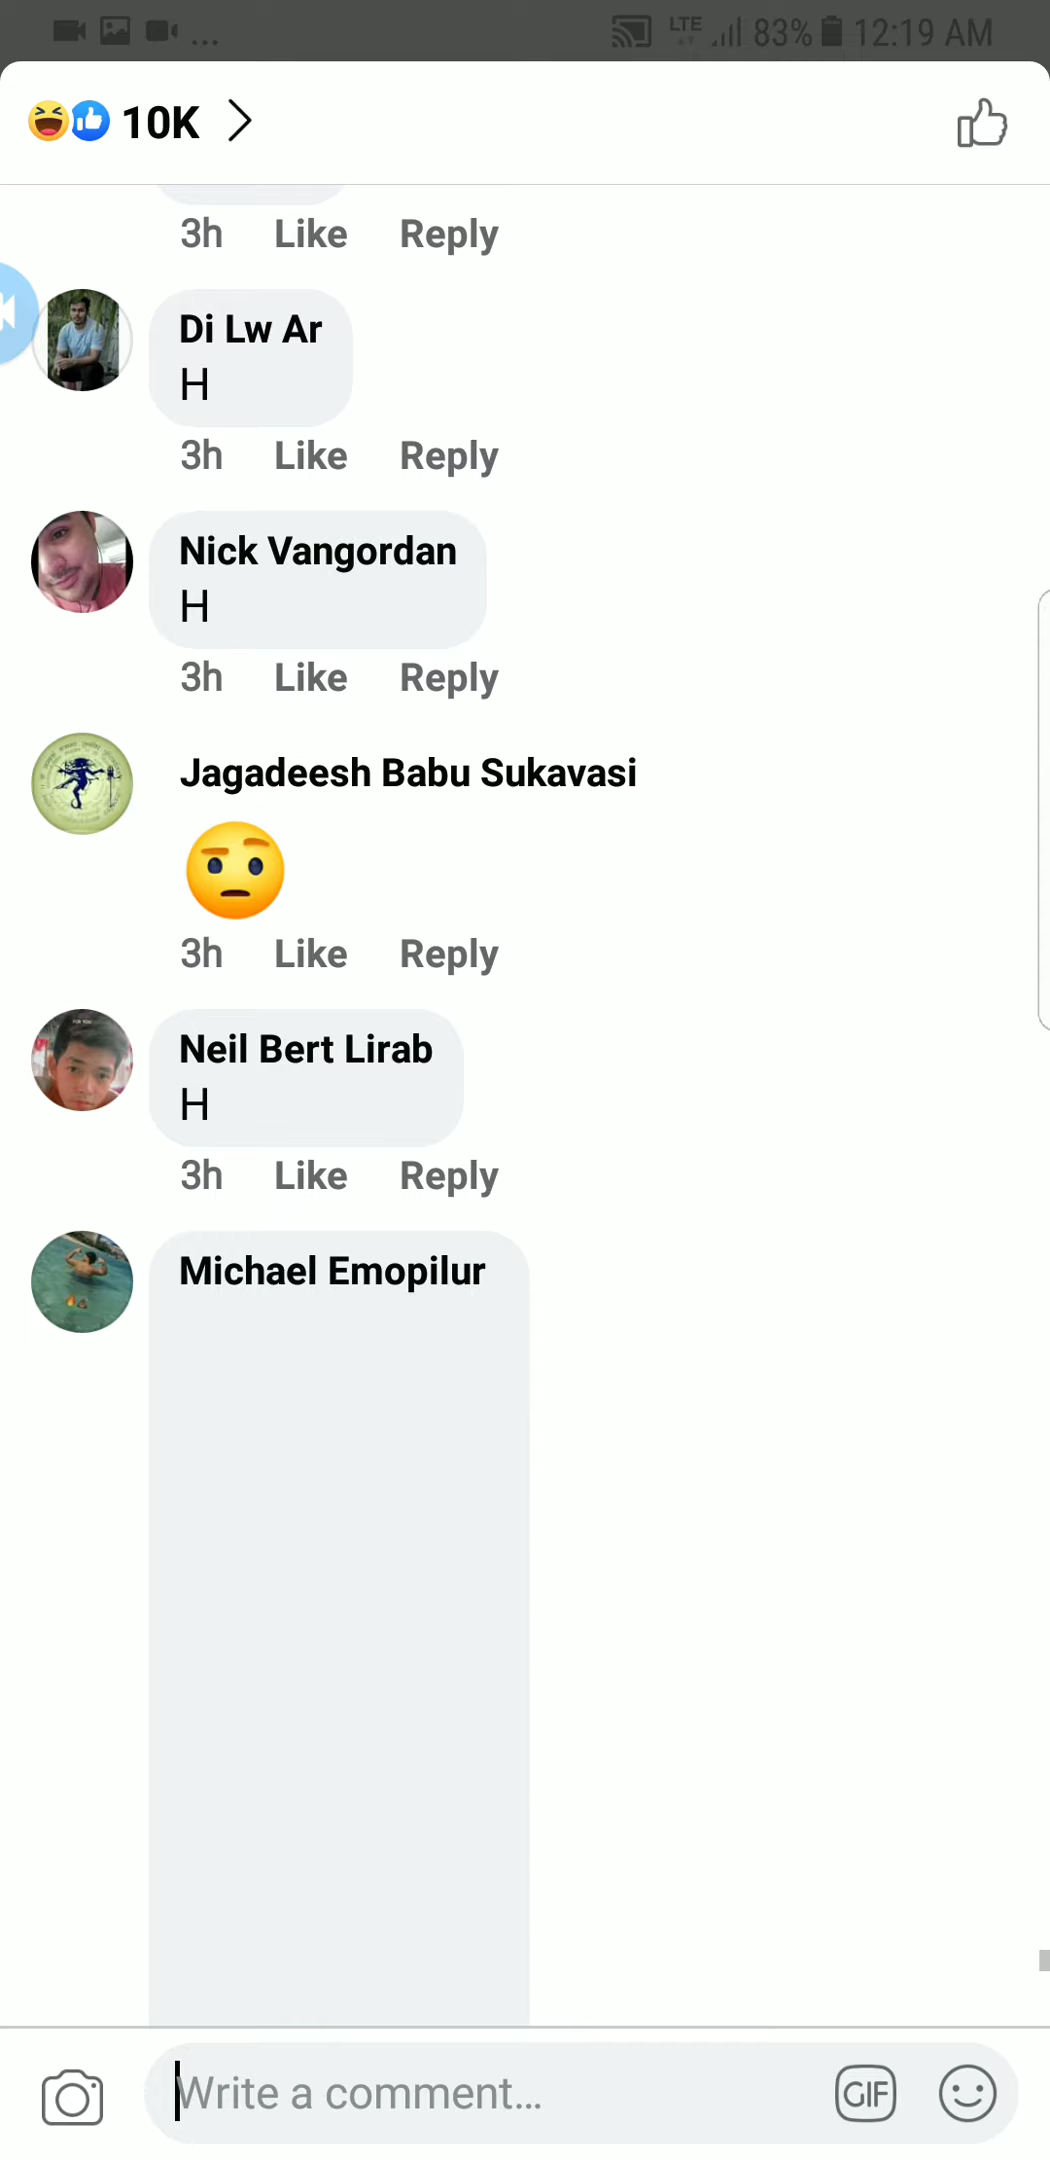 ... LTE 83% 12:19 AM
10K
3h Like Reply
Di Lw Ar
H
3h Like Reply
Nick Vangordan
H
3h Like Reply
Jagadeesh Babu Sukavasi
3h Like Reply
Neil Bert Lirab
H
3h Like Reply
Michael Emopilur
Write a comment...
GIF